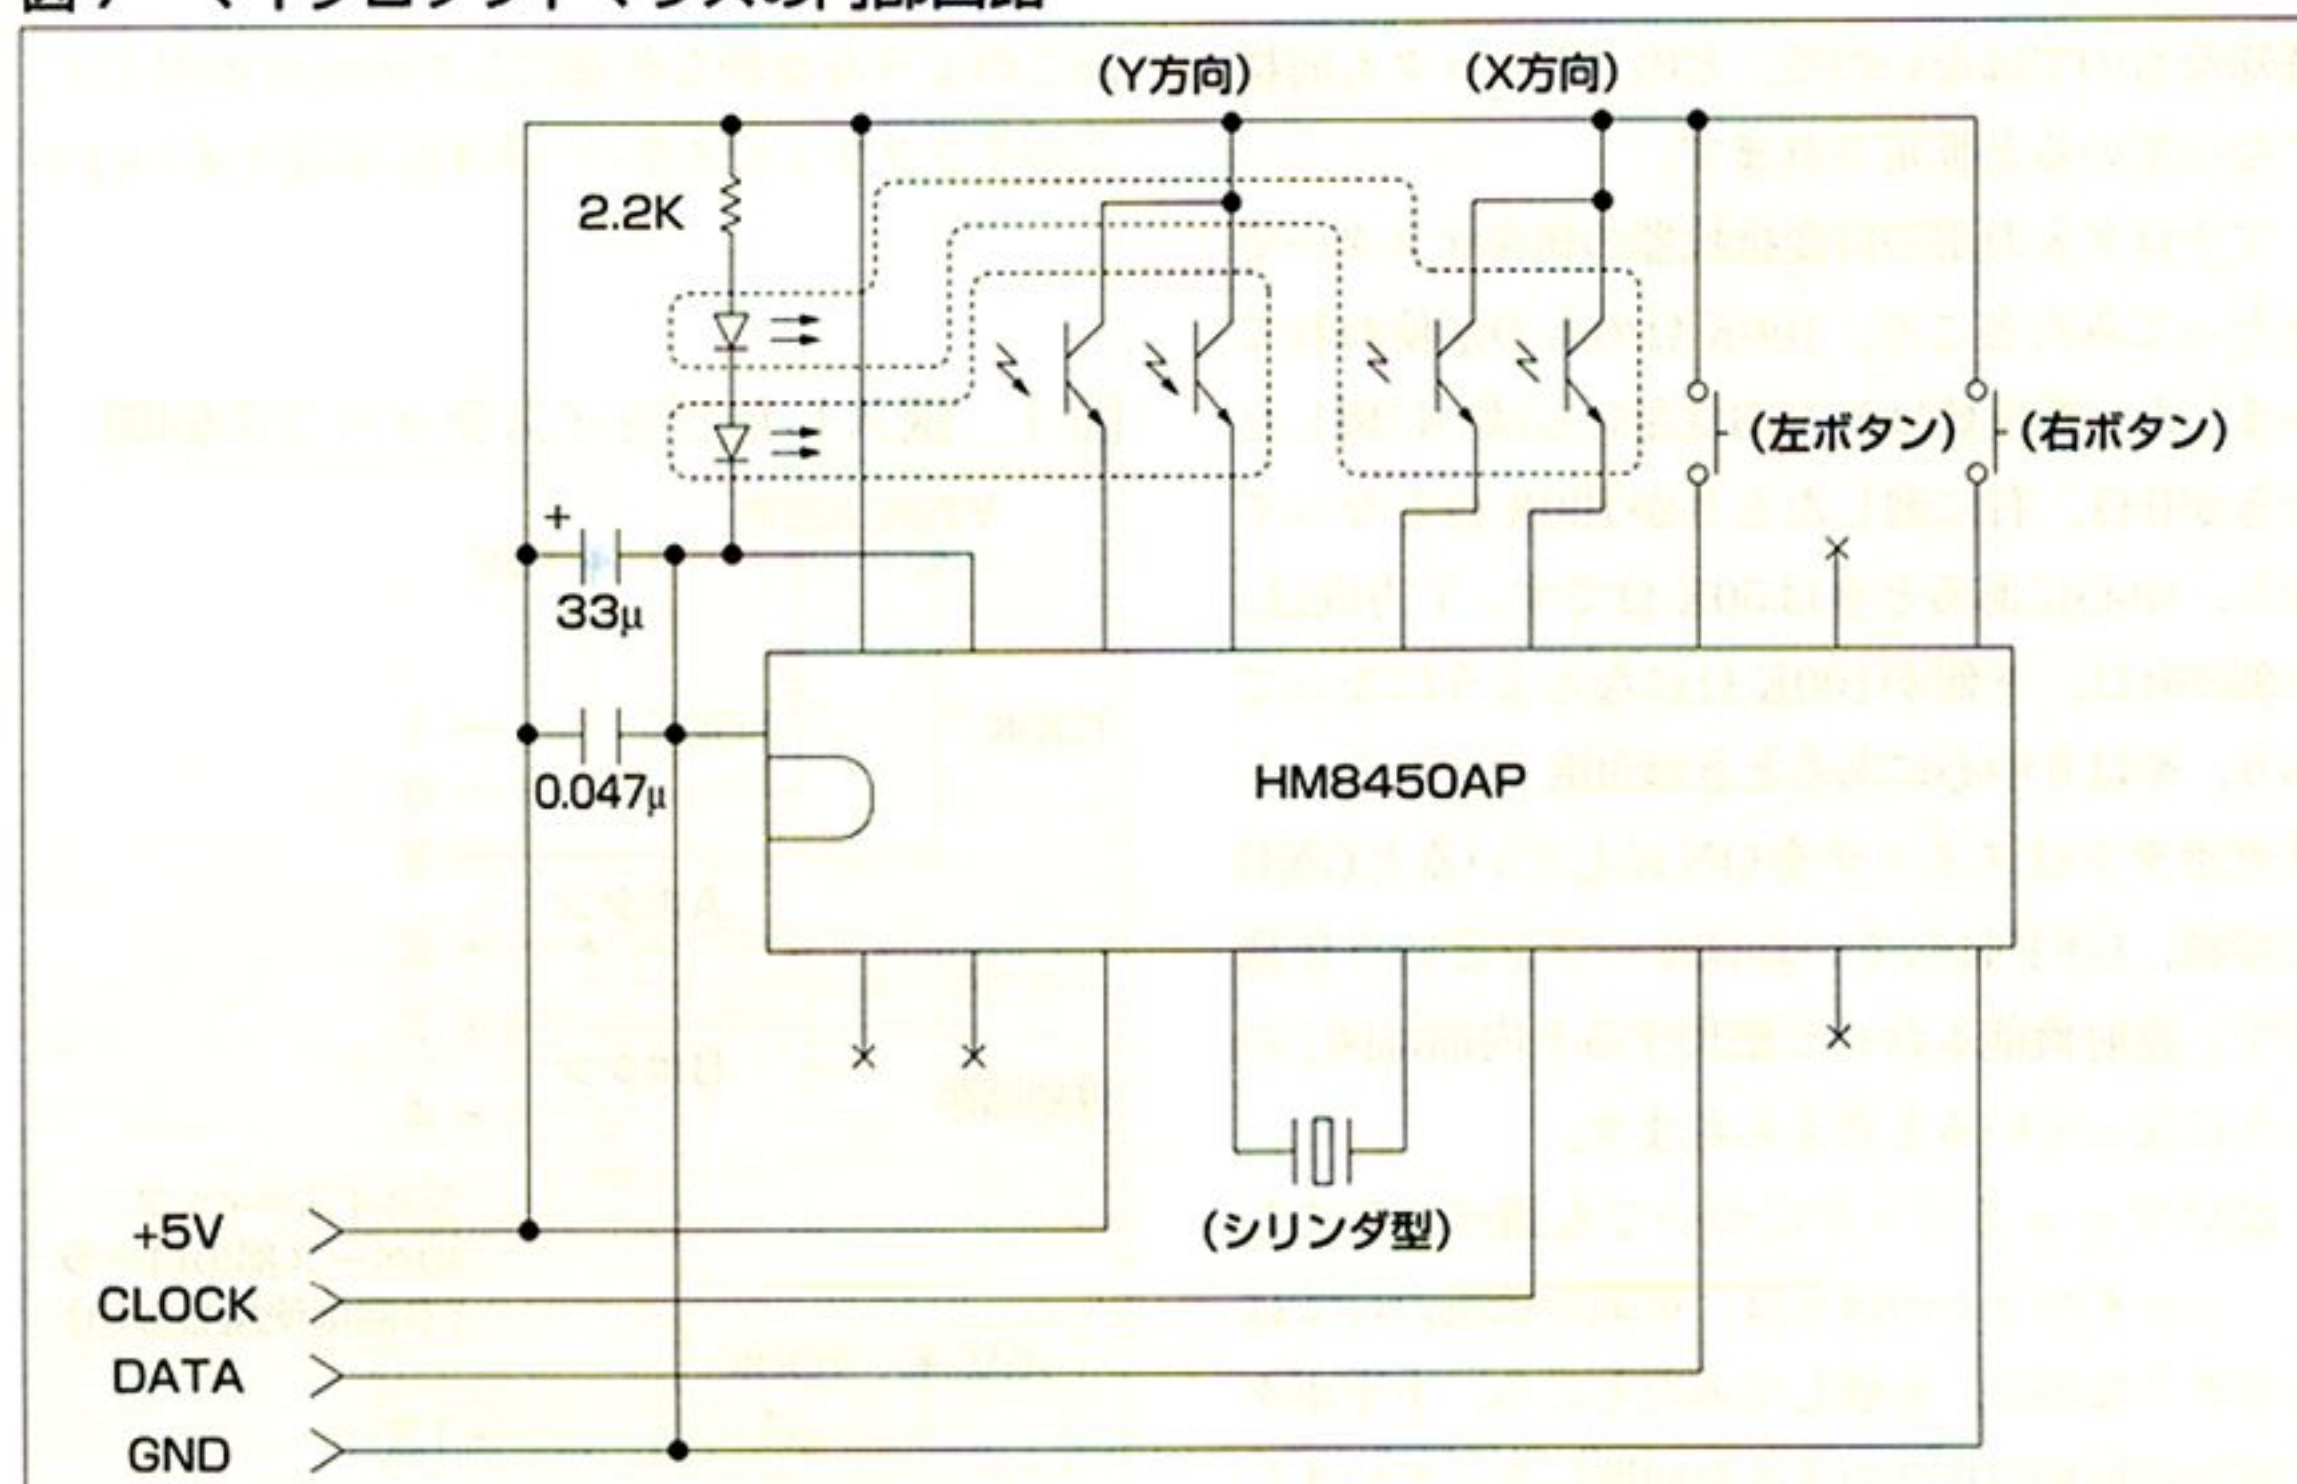 (Y方向)
(X方向)
2.2K
(左ボタン)
(右ボタン)
+
33μ
0.047μ
HM8450AP
(シリンダ型)
+5V
CLOCK
DATA
GND